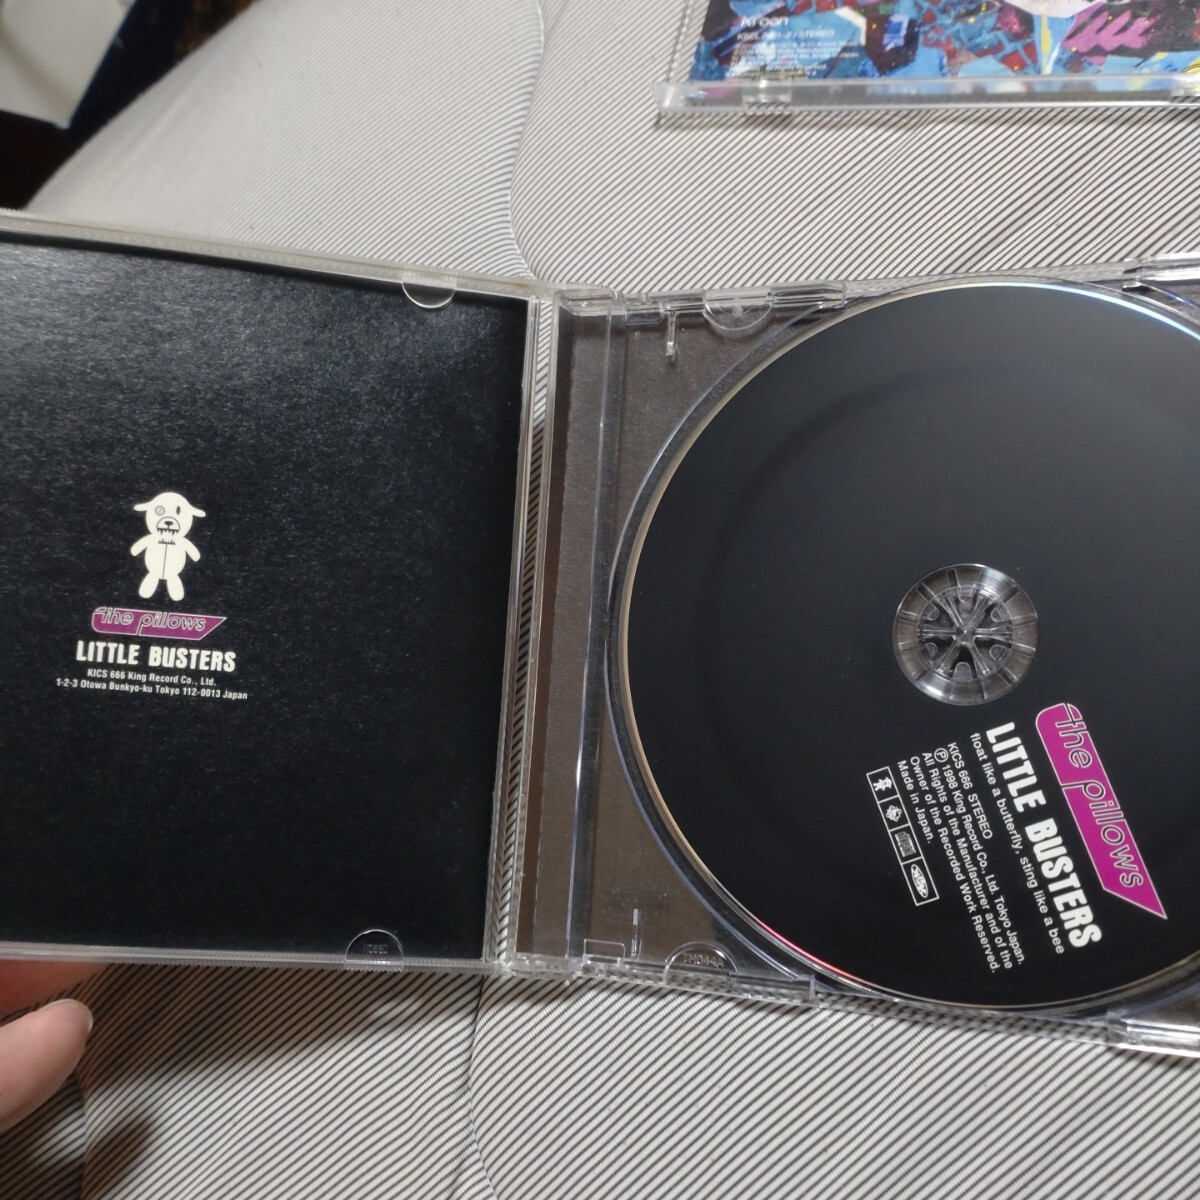 Ki/oon
STEREO
the pillows
LITTLE BUSTERS
KICS 666 King Record Co., Ltd.
1-2-3 Otowa Bunkyo-ku Tokyo 112-0013 Japan
the pillows
LITTLE BUSTERS
float like a butterfly, sting like a bee
KICS 666 STEREO
Ⓟ 1998 King Record Co., Ltd. Tokyo Japan.
All Rights of the Manufacturer and of the
Owner of the Recorded Work Reserved.
Made in Japan.